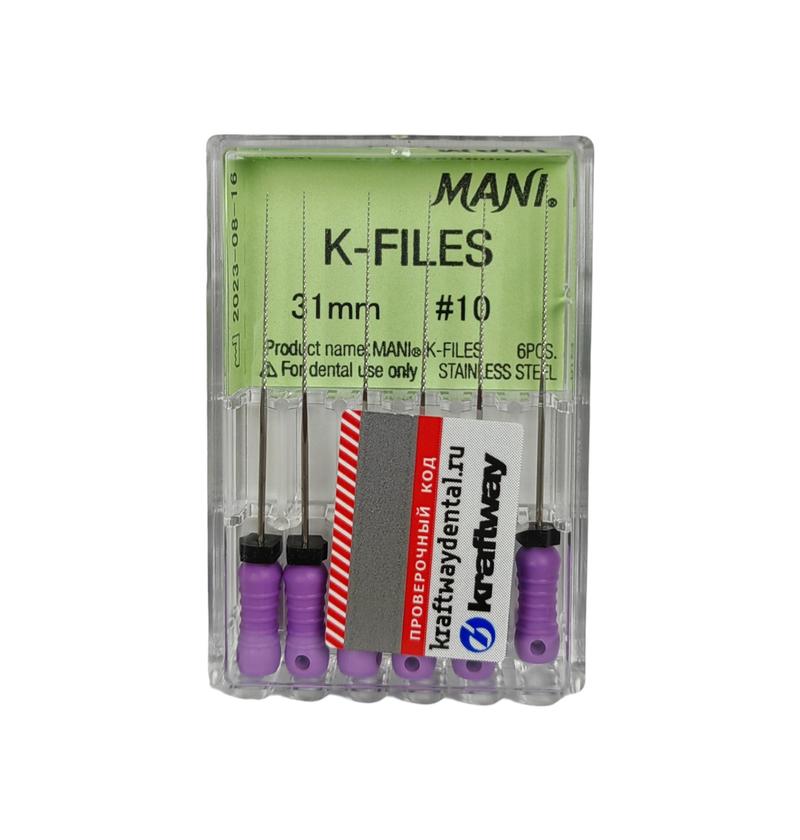 MANI®
K-FILES
31mm #10
Product name: MANI® K-FILES 6PCS.
⚠ For dental use only STAINLESS STEEL
2023-08-16
ПРОВЕРОЧНЫЙ КОД
kraftwaydental.ru
kraftway